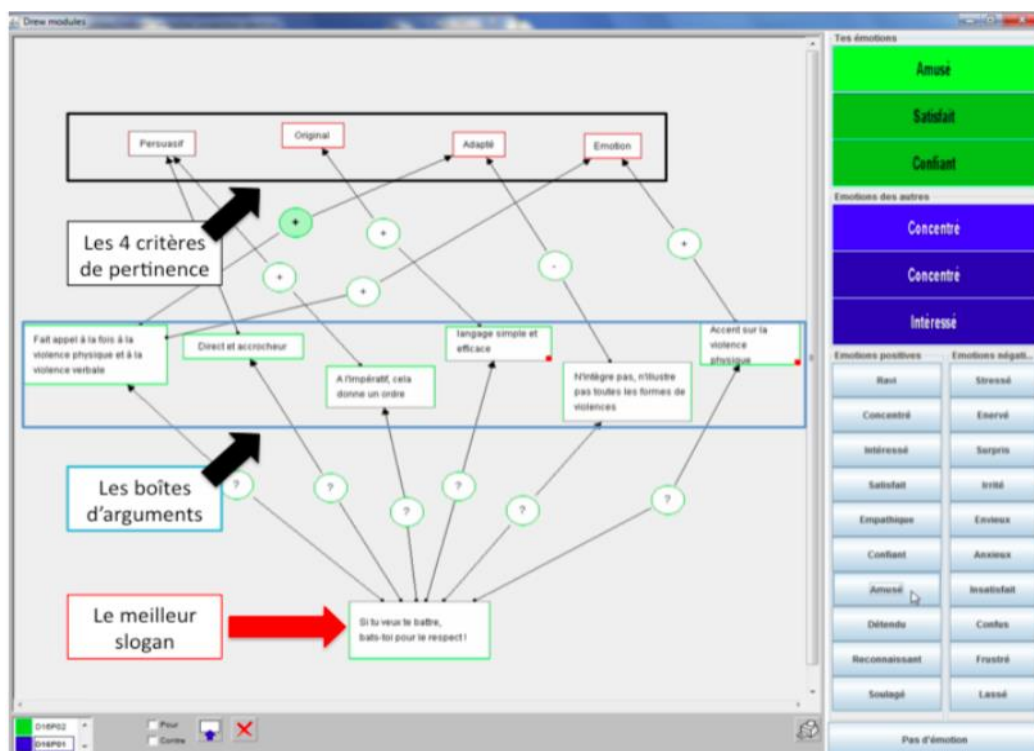 Drew modules
Persuasif
Original
Adapté
Emotion
Les 4 critères
de pertinence
+
+
+
-
+
Fait appel à la fois à la
violence physique et à la
violence verbale
Direct et accrocheur
A l'impératif, cela
donne un ordre
langage simple et
efficace
N'intègre pas, n'illustre
pas toutes les formes de
violences
Accent sur la
violence
physique
Les boîtes
d'arguments
?
?
?
?
?
?
Le meilleur
slogan
Si tu veux te battre,
bats-toi pour le respect !
D16P02
D16P01
Pour
Contre
Tes émotions
Amusé
Satisfait
Confiant
Emotions des autres
Concentré
Concentré
Intéressé
Emotions positives
Emotions négati...
Ravi
Stressé
Concentré
Enervé
Intéressé
Surpris
Satisfait
Irrité
Empathique
Envieux
Confiant
Anxieux
Amusé
Insatisfait
Détendu
Confus
Reconnaissant
Frustré
Soulagé
Lassé
Pas d'émotion